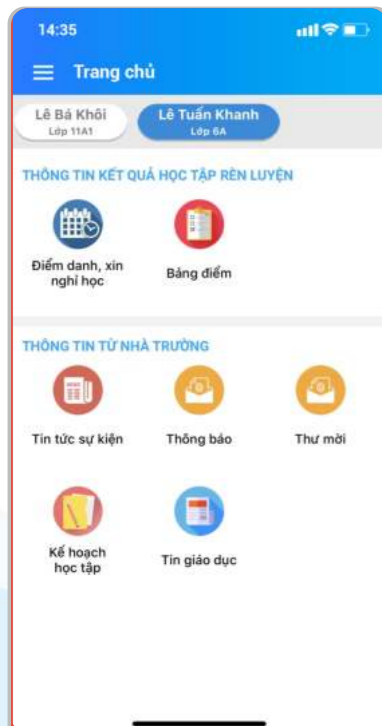 14:35
Trang chủ
Lê Bá Khôi
Lớp 11A1
Lê Tuấn Khanh
Lớp 6A
THÔNG TIN KẾT QUẢ HỌC TẬP RÈN LUYỆN
Điểm danh, xin
nghỉ học
Bảng điểm
THÔNG TIN TỪ NHÀ TRƯỜNG
Tin tức sự kiện
Thông báo
Thư mời
Kế hoạch
học tập
Tin giáo dục